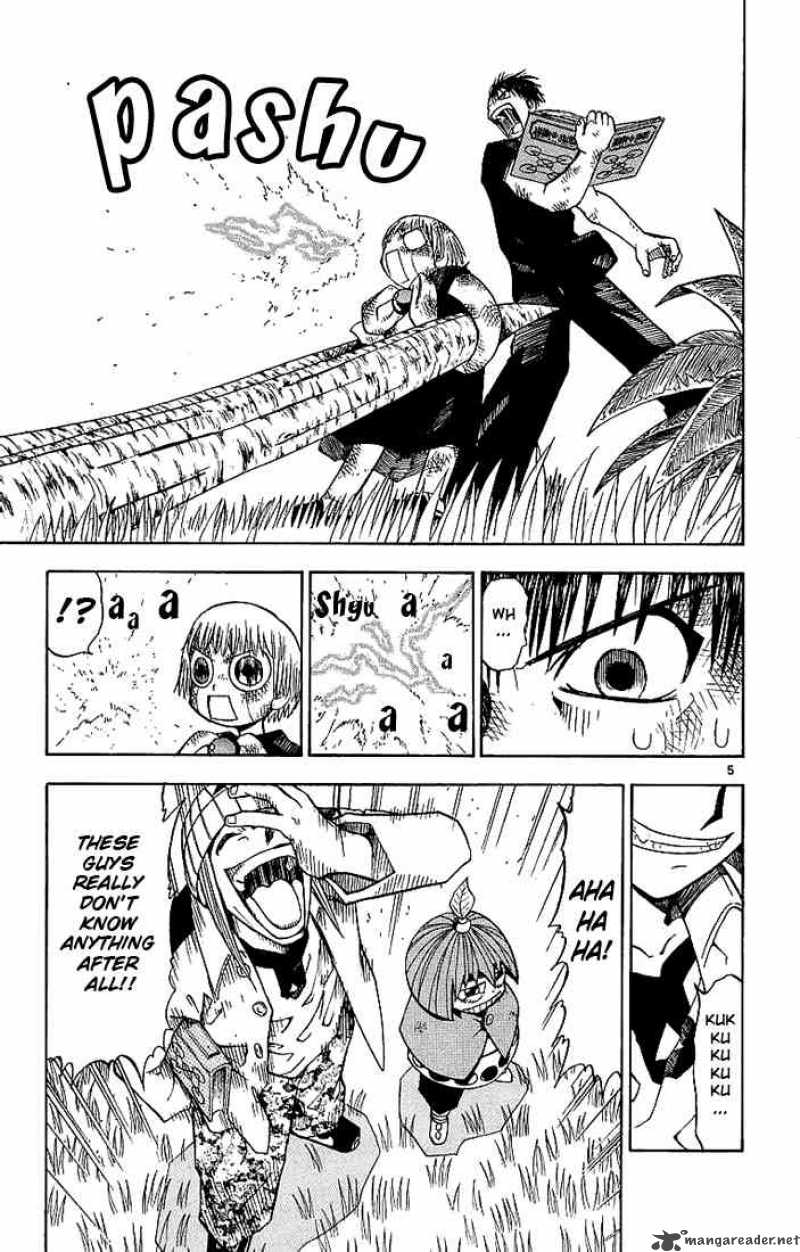 pashu
WH
...
Shyu a
a
a a
a a
!?
5
KUK
KU
KU
KU
KU
...
AHA
HA
HA!
THESE
GUYS
REALLY
DON'T
KNOW
ANYTHING
AFTER
ALL!!
mangareader.net